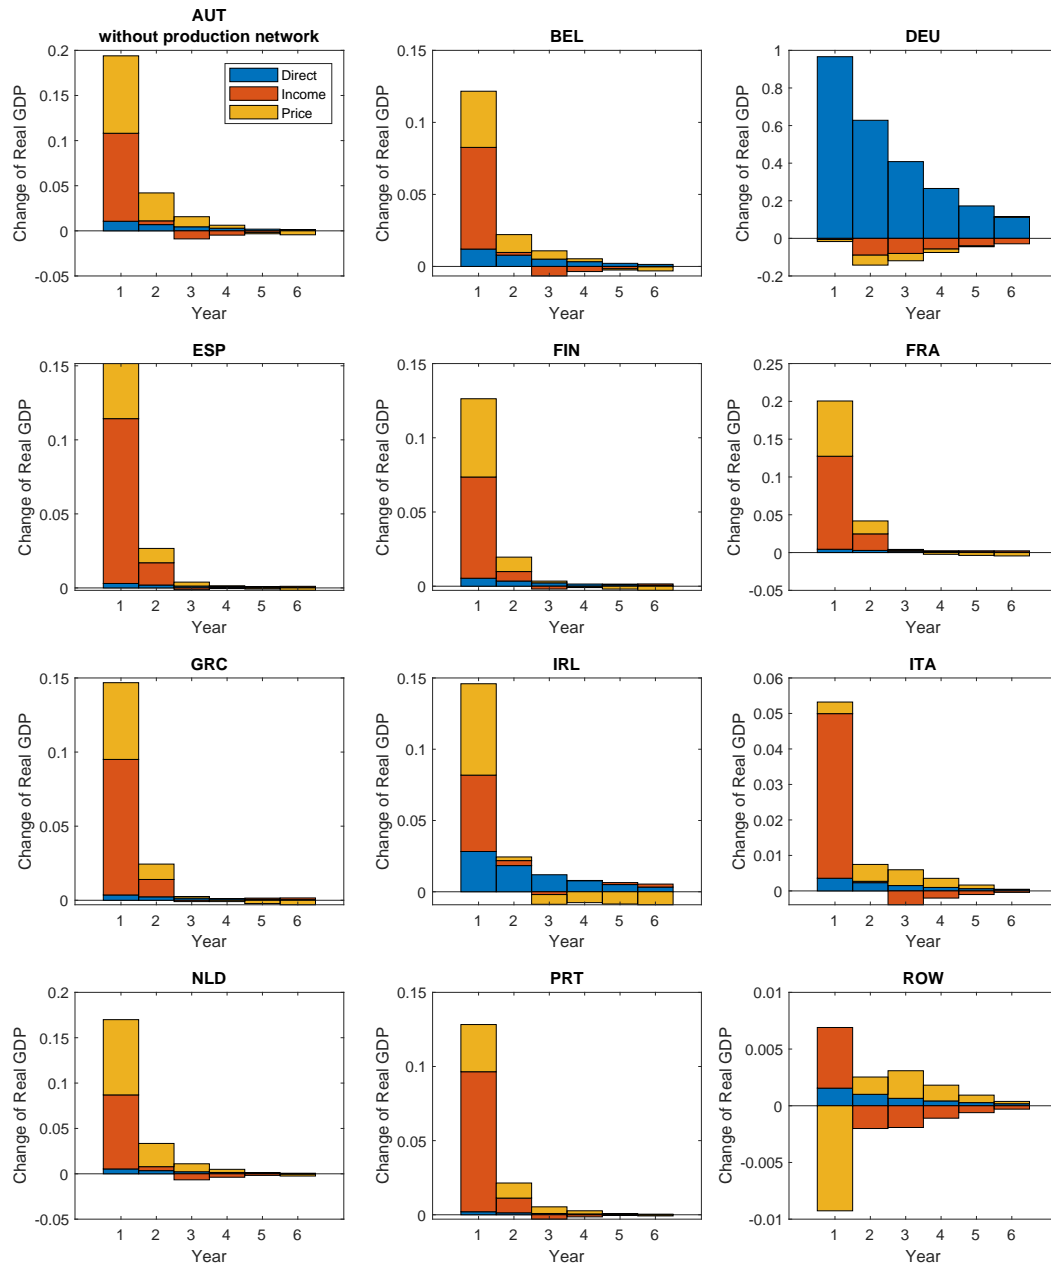 AUT
without production network
0.2
0.15
0.1
0.05
0
-0.05
Change of Real GDP
Direct
Income
Price
1 2 3 4 5 6
Year
BEL
0.15
0.1
0.05
0
Change of Real GDP
1 2 3 4 5 6
Year
DEU
1
0.8
0.6
0.4
0.2
0
-0.2
Change of Real GDP
1 2 3 4 5 6
Year
ESP
0.15
0.1
0.05
0
Change of Real GDP
1 2 3 4 5 6
Year
FIN
0.15
0.1
0.05
0
Change of Real GDP
1 2 3 4 5 6
Year
FRA
0.25
0.2
0.15
0.1
0.05
0
-0.05
Change of Real GDP
1 2 3 4 5 6
Year
GRC
0.15
0.1
0.05
0
Change of Real GDP
1 2 3 4 5 6
Year
IRL
0.15
0.1
0.05
0
Change of Real GDP
1 2 3 4 5 6
Year
ITA
0.06
0.05
0.04
0.03
0.02
0.01
0
Change of Real GDP
1 2 3 4 5 6
Year
NLD
0.2
0.15
0.1
0.05
0
-0.05
Change of Real GDP
1 2 3 4 5 6
Year
PRT
0.15
0.1
0.05
0
Change of Real GDP
1 2 3 4 5 6
Year
ROW
0.01
0.005
0
-0.005
-0.01
Change of Real GDP
1 2 3 4 5 6
Year